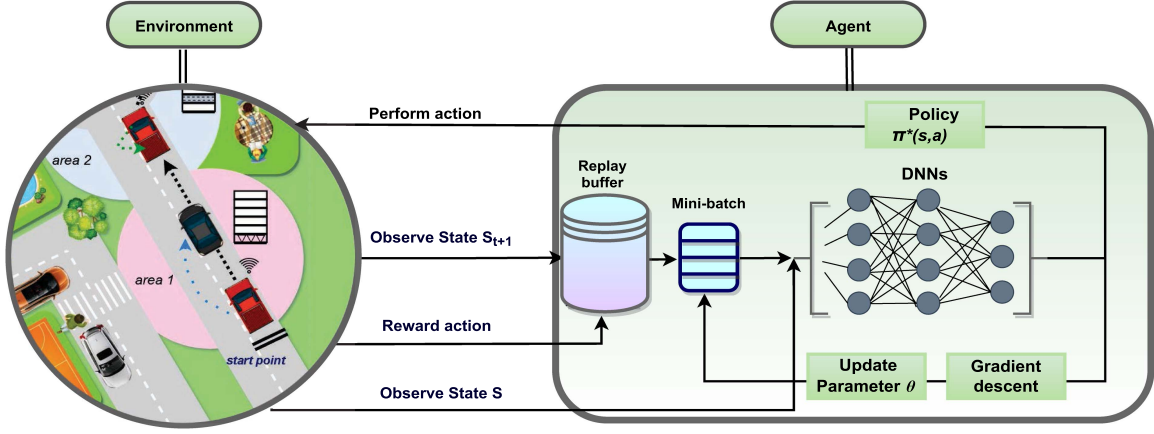 Environment
Agent
Perform action
Policy
π*(s,a)
area 2
Replay
buffer
DNNs
Mini-batch
Observe State St+1
area 1
Reward action
start point
Update
Parameter θ
Gradient
descent
Observe State S